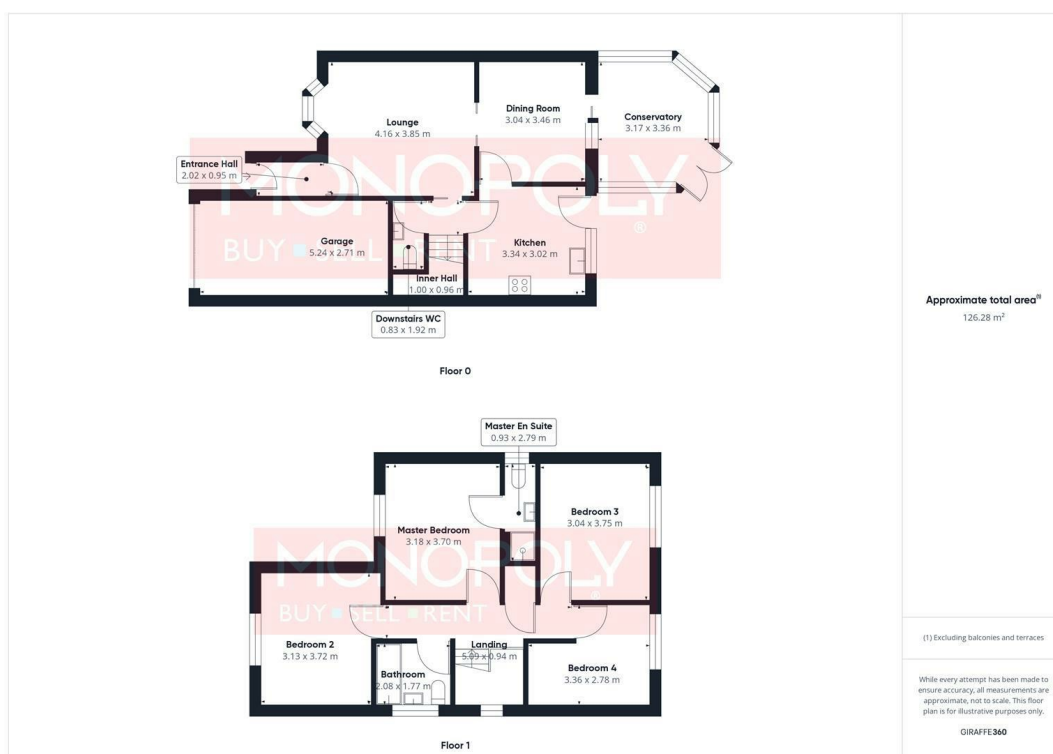 Dining Room
3.04 x 3.46 m
Conservatory
3.17 x 3.36 m
Lounge
4.16 x 3.85 m
Entrance Hall
2.02 x 0.95 m
MONOPOLY
BUY SELL RENT
®
Garage
5.24 x 2.71 m
Kitchen
3.34 x 3.02 m
Inner Hall
1.00 x 0.96 m
Downstairs WC
0.83 x 1.92 m
Floor 0
Master En Suite
0.93 x 2.79 m
Bedroom 3
3.04 x 3.75 m
Master Bedroom
3.18 x 3.70 m
MONOPOLY
BUY SELL RENT
®
Bedroom 2
3.13 x 3.72 m
Landing
5.09 x 0.94 m
Bedroom 4
3.36 x 2.78 m
Bathroom
2.08 x 1.77 m
Floor 1
Approximate total area(1)
126.28 m²
(1) Excluding balconies and terraces
While every attempt has been made to
ensure accuracy, all measurements are
approximate, not to scale. This floor
plan is for illustrative purposes only.
GIRAFFE360